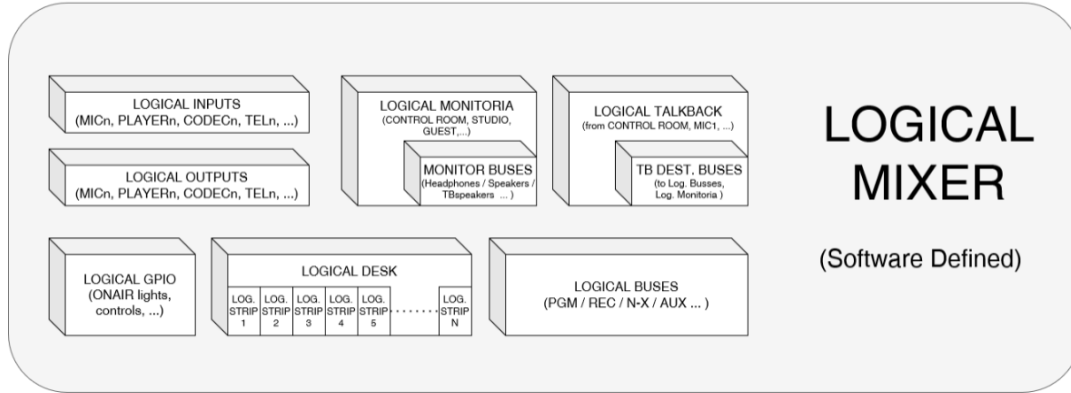 LOGICAL INPUTS
(MICn, PLAYERn, CODECn, TELn, ...)
LOGICAL OUTPUTS
(MICn, PLAYERn, CODECn, TELn, ...)
LOGICAL MONITORIA
(CONTROL ROOM, STUDIO,
GUEST,...)
MONITOR BUSES
(Headphones / Speakers /
TBspeakers ... )
LOGICAL TALKBACK
(from CONTROL ROOM, MIC1, ...)
TB DEST. BUSES
(to Log. Busses,
Log. Monitoria )
LOGICAL
MIXER
(Software Defined)
LOGICAL GPIO
(ONAIR lights,
controls, ...)
LOGICAL DESK
LOG.
STRIP
1
LOG.
STRIP
2
LOG.
STRIP
3
LOG.
STRIP
4
LOG.
STRIP
5
........
LOG.
STRIP
N
LOGICAL BUSES
(PGM / REC / N-X / AUX ... )